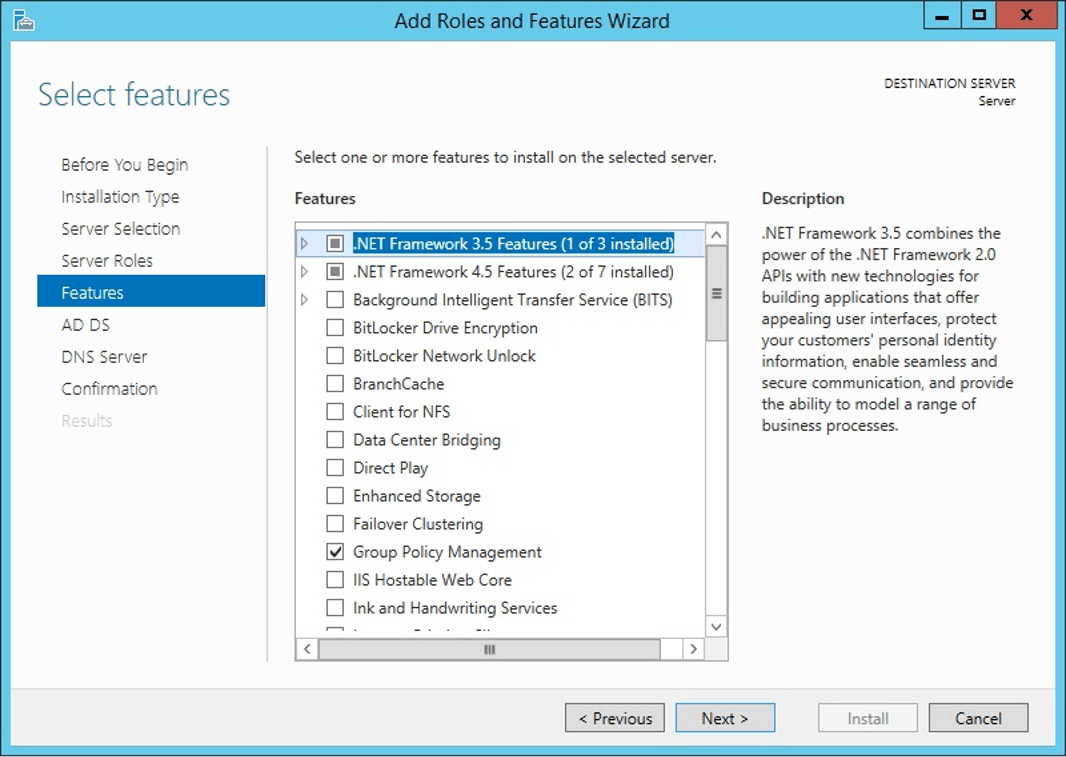 Add Roles and Features Wizard
Select features
DESTINATION SERVER
Server
Before You Begin
Installation Type
Server Selection
Server Roles
Features
AD DS
DNS Server
Confirmation
Results
Select one or more features to install on the selected server.
Features
.NET Framework 3.5 Features (1 of 3 installed)
.NET Framework 4.5 Features (2 of 7 installed)
Background Intelligent Transfer Service (BITS)
BitLocker Drive Encryption
BitLocker Network Unlock
BranchCache
Client for NFS
Data Center Bridging
Direct Play
Enhanced Storage
Failover Clustering
Group Policy Management
IIS Hostable Web Core
Ink and Handwriting Services
Description
.NET Framework 3.5 combines the
power of the .NET Framework 2.0
APIs with new technologies for
building applications that offer
appealing user interfaces, protect
your customers' personal identity
information, enable seamless and
secure communication, and provide
the ability to model a range of
business processes.
< Previous
Next >
Install
Cancel